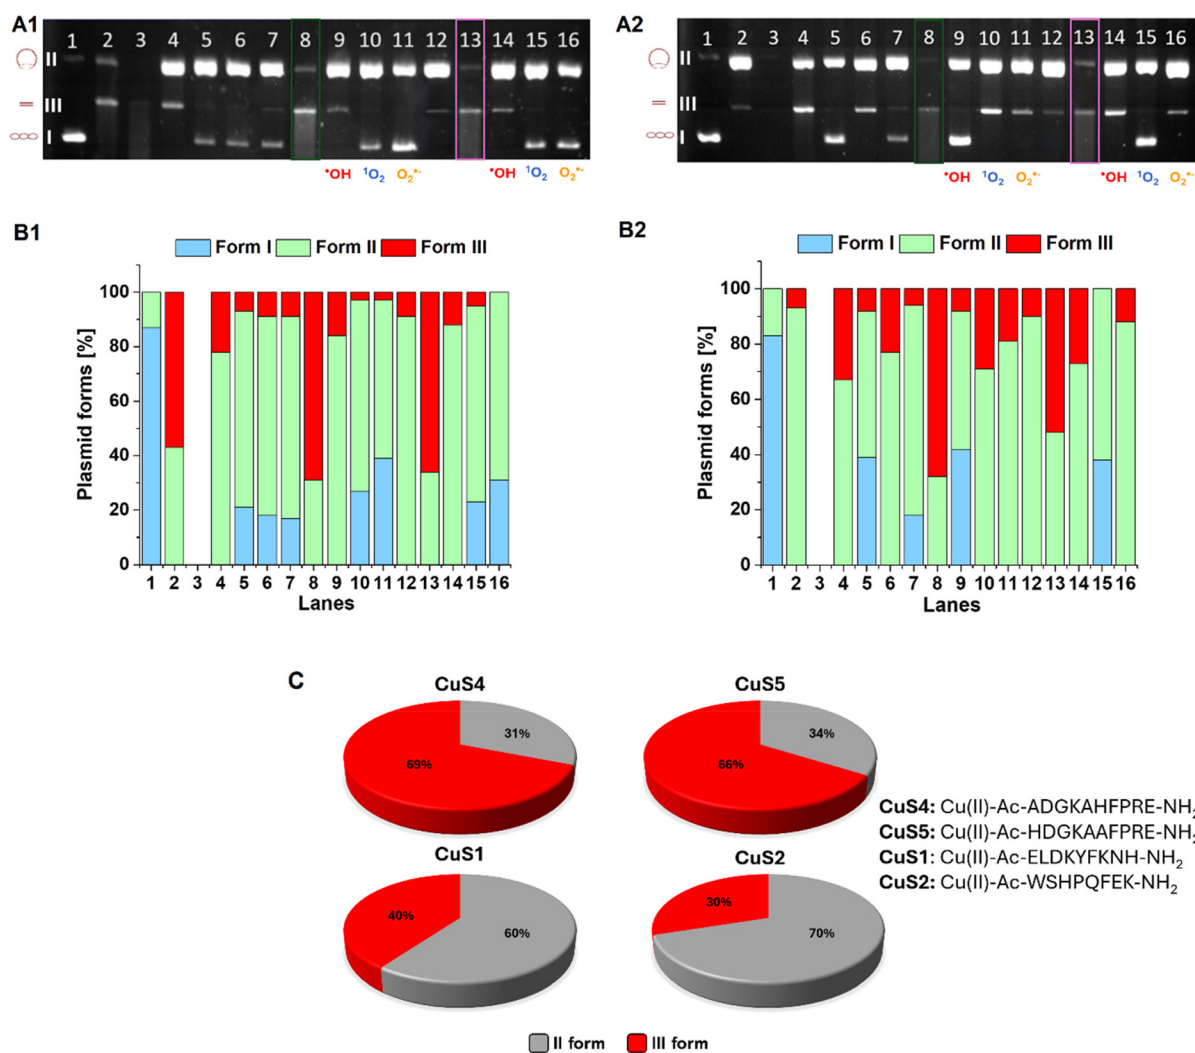 A1
1 2 3 4 5 6 7 8 9 10 11 12 13 14 15 16
II
III
I
•OH ¹O₂ O₂•- •OH ¹O₂ O₂•-
A2
1 2 3 4 5 6 7 8 9 10 11 12 13 14 15 16
II
III
I
•OH ¹O₂ O₂•- •OH ¹O₂ O₂•-
B1
Form I Form II Form III
Plasmid forms [%]
100
80
60
40
20
0
1 2 3 4 5 6 7 8 9 10 11 12 13 14 15 16
Lanes
B2
Form I Form II Form III
Plasmid forms [%]
100
80
60
40
20
0
1 2 3 4 5 6 7 8 9 10 11 12 13 14 15 16
Lanes
C
CuS4
31%
69%
CuS5
34%
66%
CuS1
40%
60%
CuS2
30%
70%
CuS4: Cu(II)-Ac-ADGKAHFPRE-NH₂
CuS5: Cu(II)-Ac-HDGKAAFPRE-NH₂
CuS1: Cu(II)-Ac-ELDKYFKNH-NH₂
CuS2: Cu(II)-Ac-WSHPQFEK-NH₂
II form III form